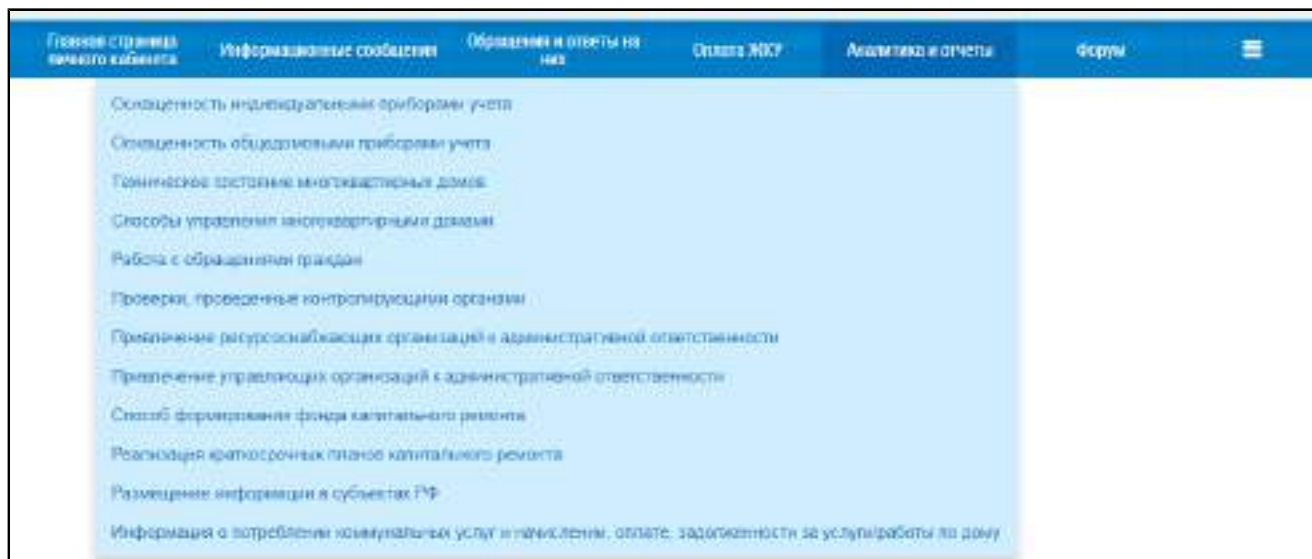 Главная страница
личного кабинета
Информационные сообщения
Обращения и ответы на
них
Оплата ЖКУ
Аналитика и отчеты
Форум
Оснащенность индивидуальными приборами учета
Оснащенность общедомовыми приборами учета
Техническое состояние многоквартирных домов
Способы управления многоквартирными домами
Работа с обращениями граждан
Проверки, проведенные контролирующими органами
Привлечение ресурсоснабжающих организаций к административной ответственности
Привлечение управляющих организаций к административной ответственности
Способ формирования фонда капитального ремонта
Реализация краткосрочных планов капитального ремонта
Размещение информации в субъектах РФ
Информация о потреблении коммунальных услуг и начислении, оплате, задолженности за услуги/работы по дому